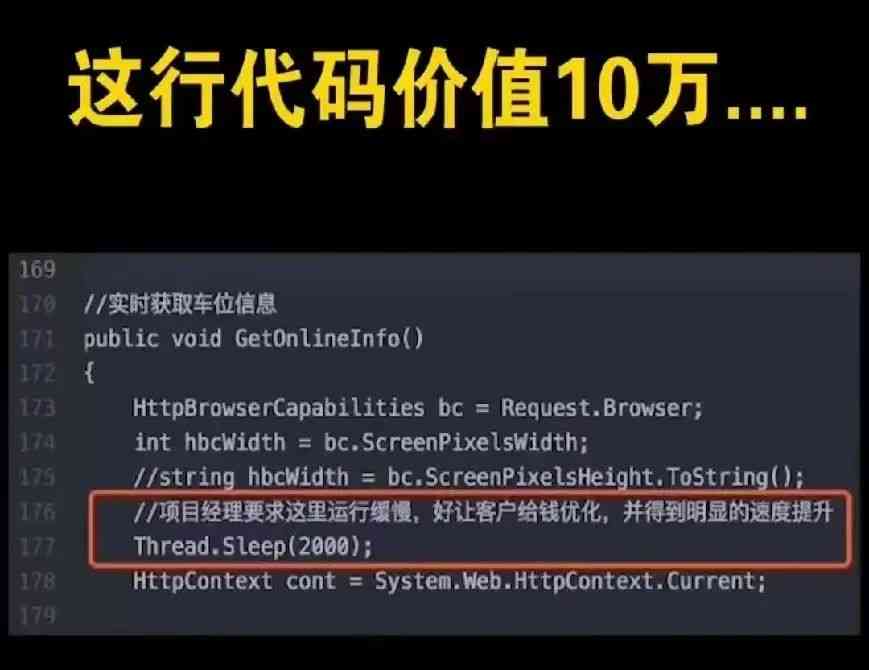 这行代码价值10万....
169
170 //实时获取车位信息
171 public void GetOnlineInfo()
172 {
173 HttpBrowserCapabilities bc = Request.Browser;
174 int hbcWidth = bc.ScreenPixelsWidth;
175 //string hbcWidth = bc.ScreenPixelsHeight.ToString();
176 //项目经理要求这里运行缓慢，好让客户给钱优化，并得到明显的速度提升
177 Thread.Sleep(2000);
178 HttpContext cont = System.Web.HttpContext.Current;
179